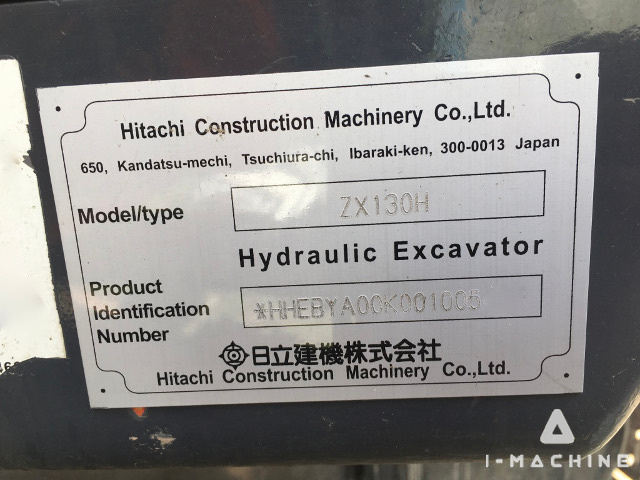 Hitachi Construction Machinery Co.,Ltd.
650, Kandatsu-mechi, Tsuchiura-chi, Ibaraki-ken, 300-0013 Japan
Model/type ZX130H
Hydraulic Excavator
Product
Identification
Number
*HHEBYA00K001006
日立建機株式会社
Hitachi Construction Machinery Co.,Ltd.
I-MACHINE